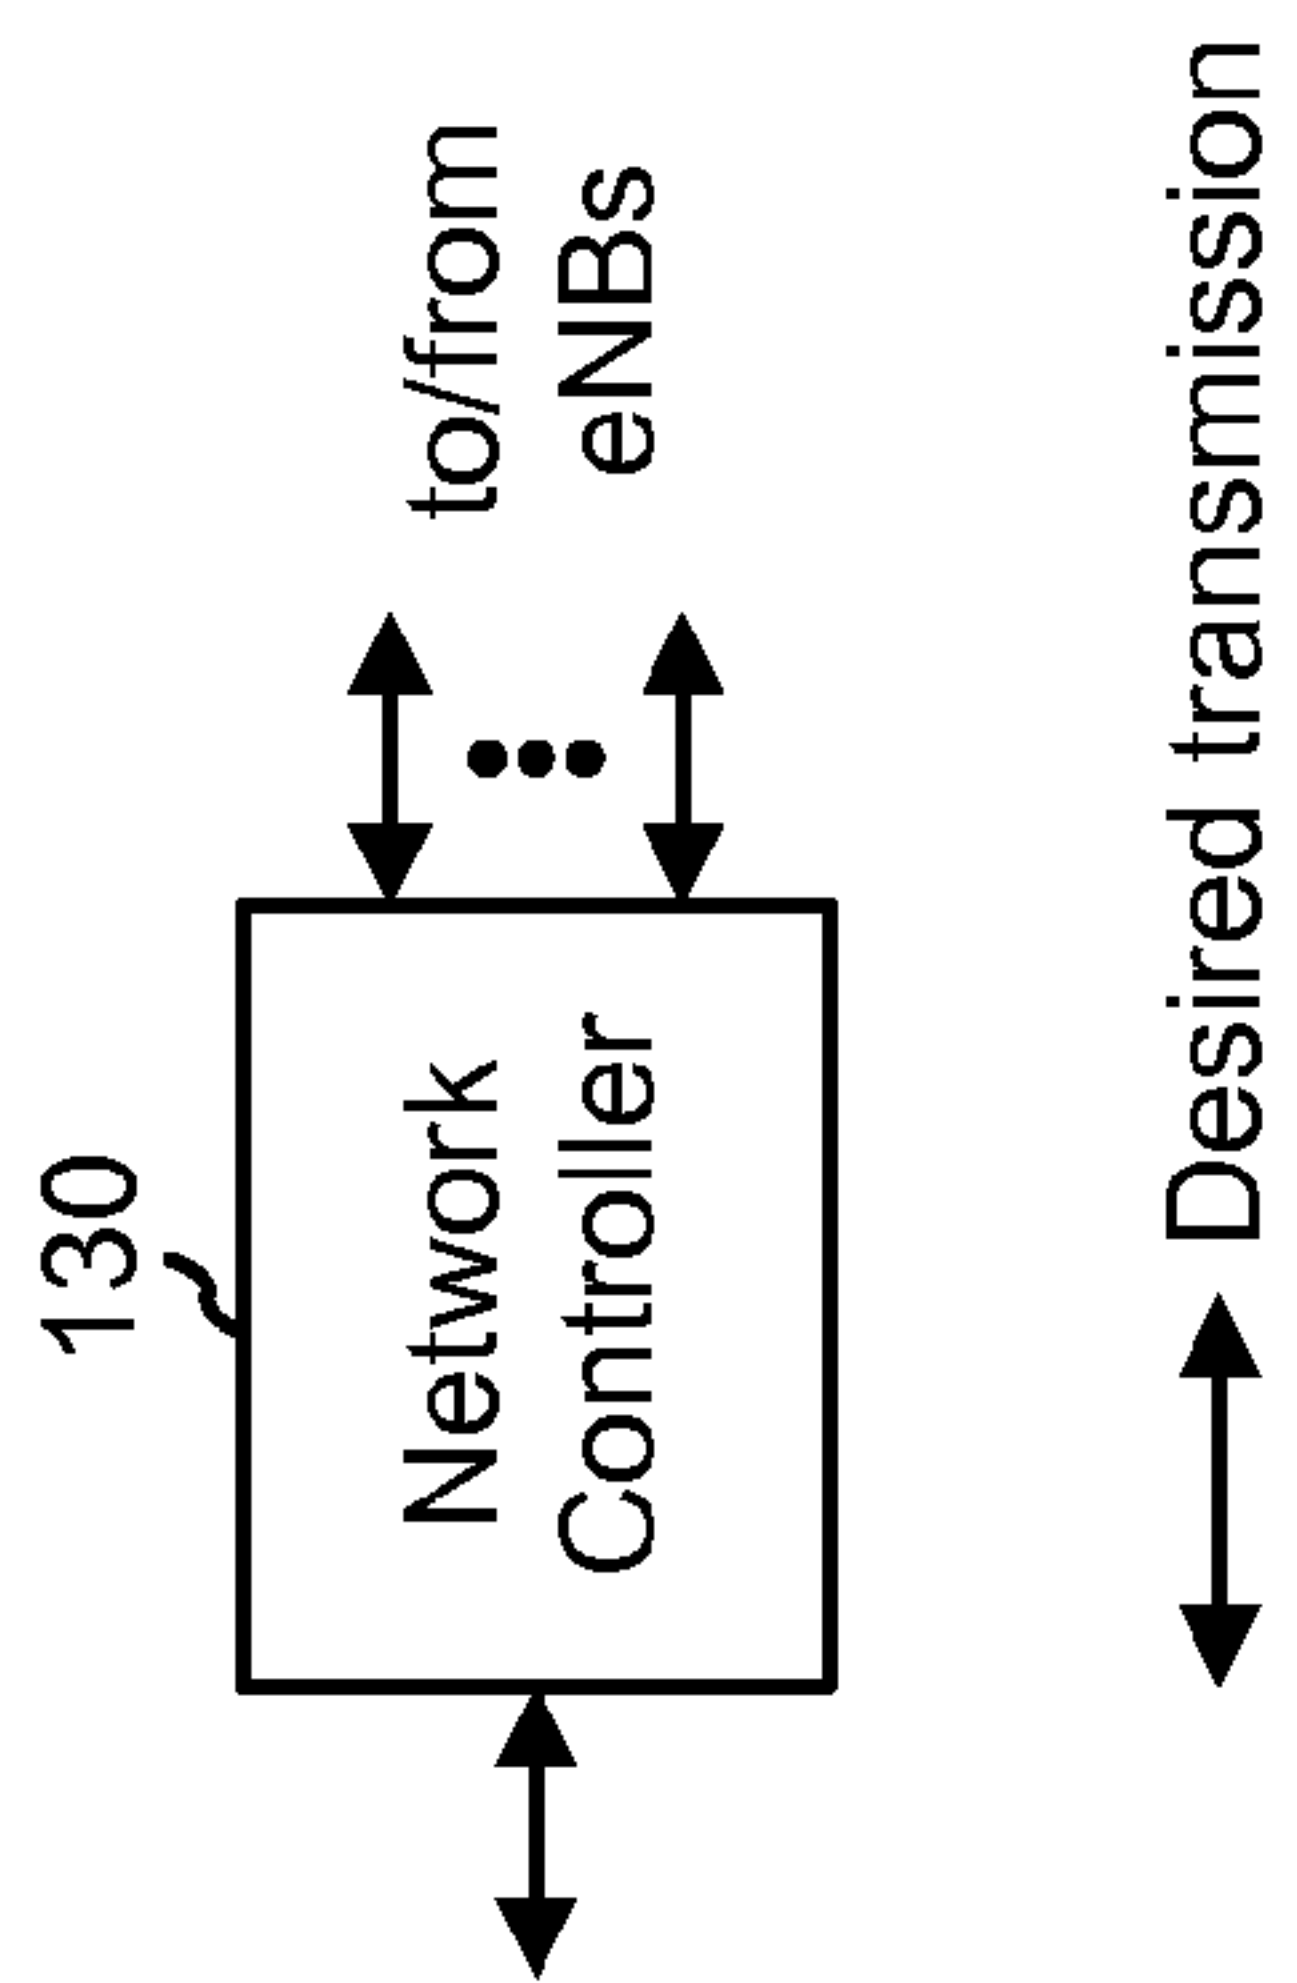 130
Network
Controller
to/from
eNBs
Desired transmission